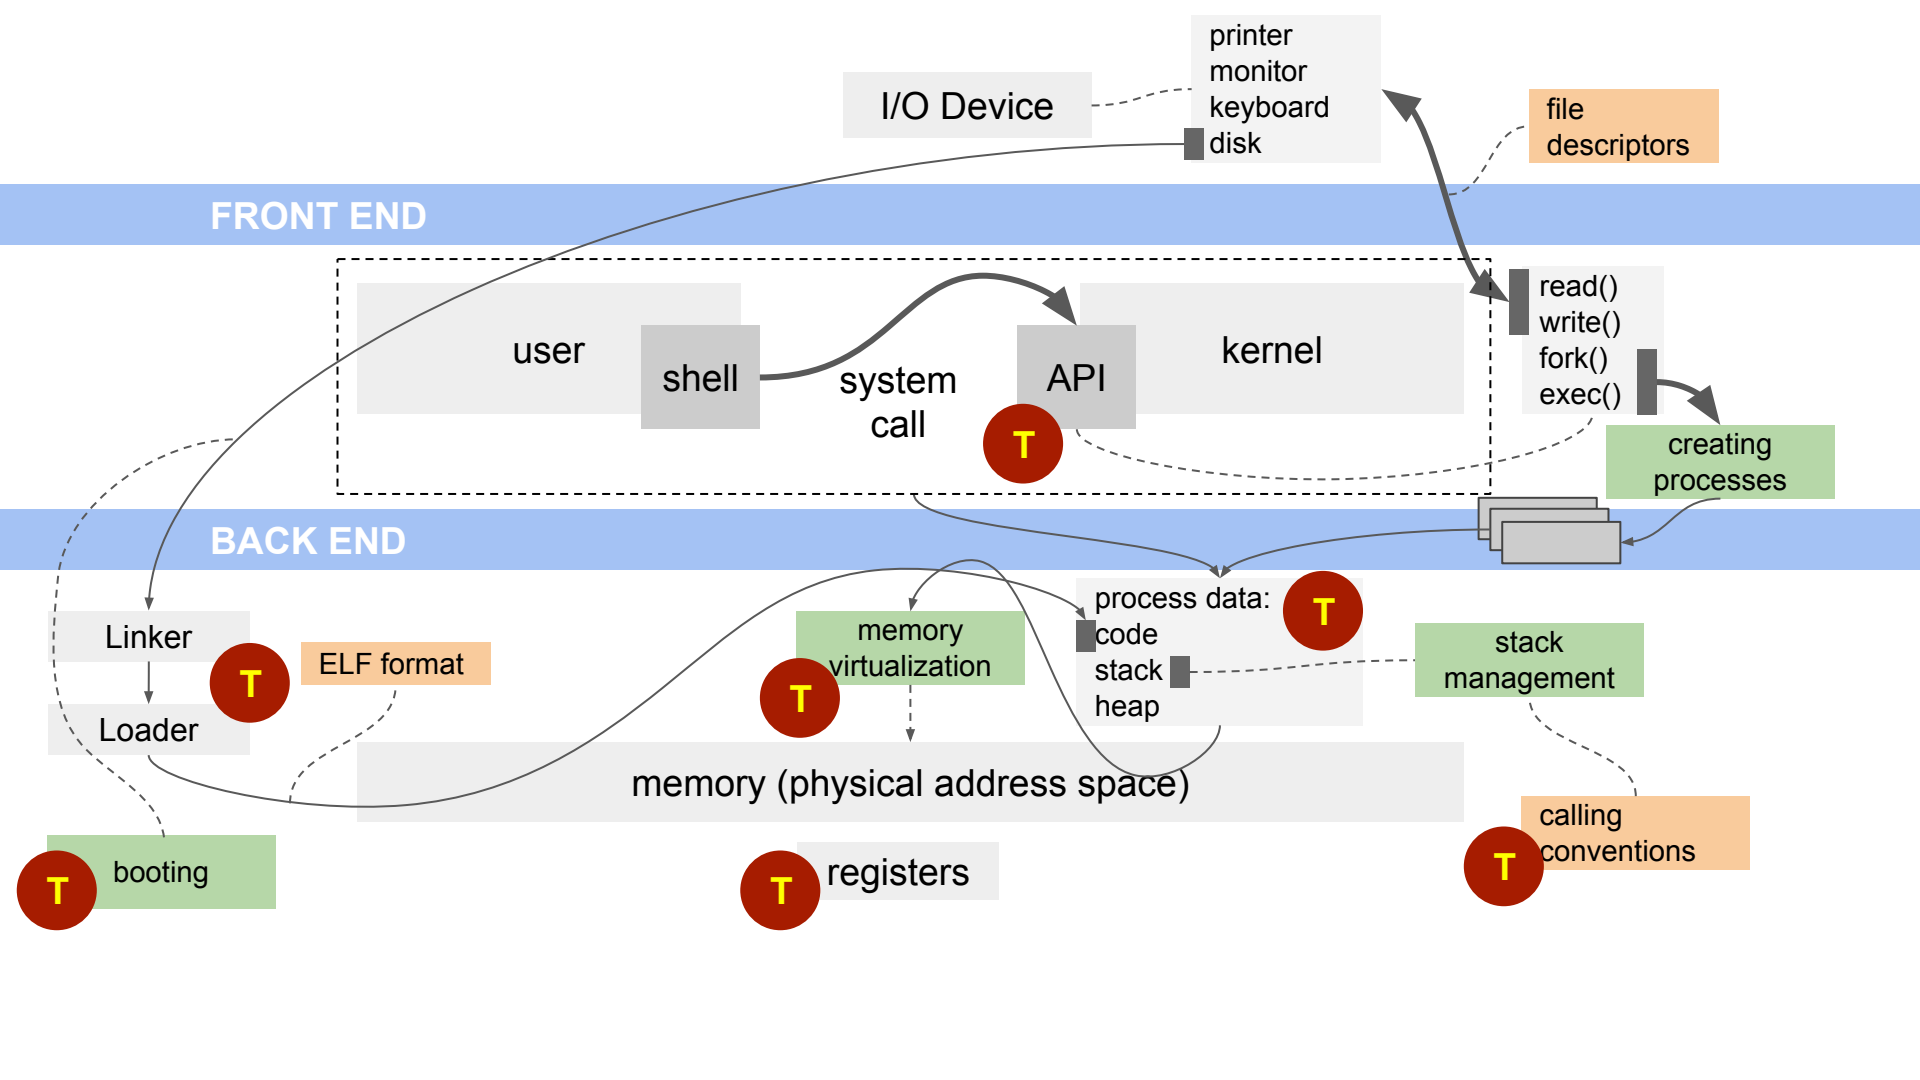 printer
monitor
keyboard
disk
I/O Device
file
descriptors
FRONT END
user
shell
system
call
API
T
kernel
read()
write()
fork()
exec()
creating
processes
BACK END
Linker
T
Loader
ELF format
memory
virtualization
T
process data:
T
code
stack
heap
stack
management
memory (physical address space)
calling
conventions
T
booting
T
registers
T